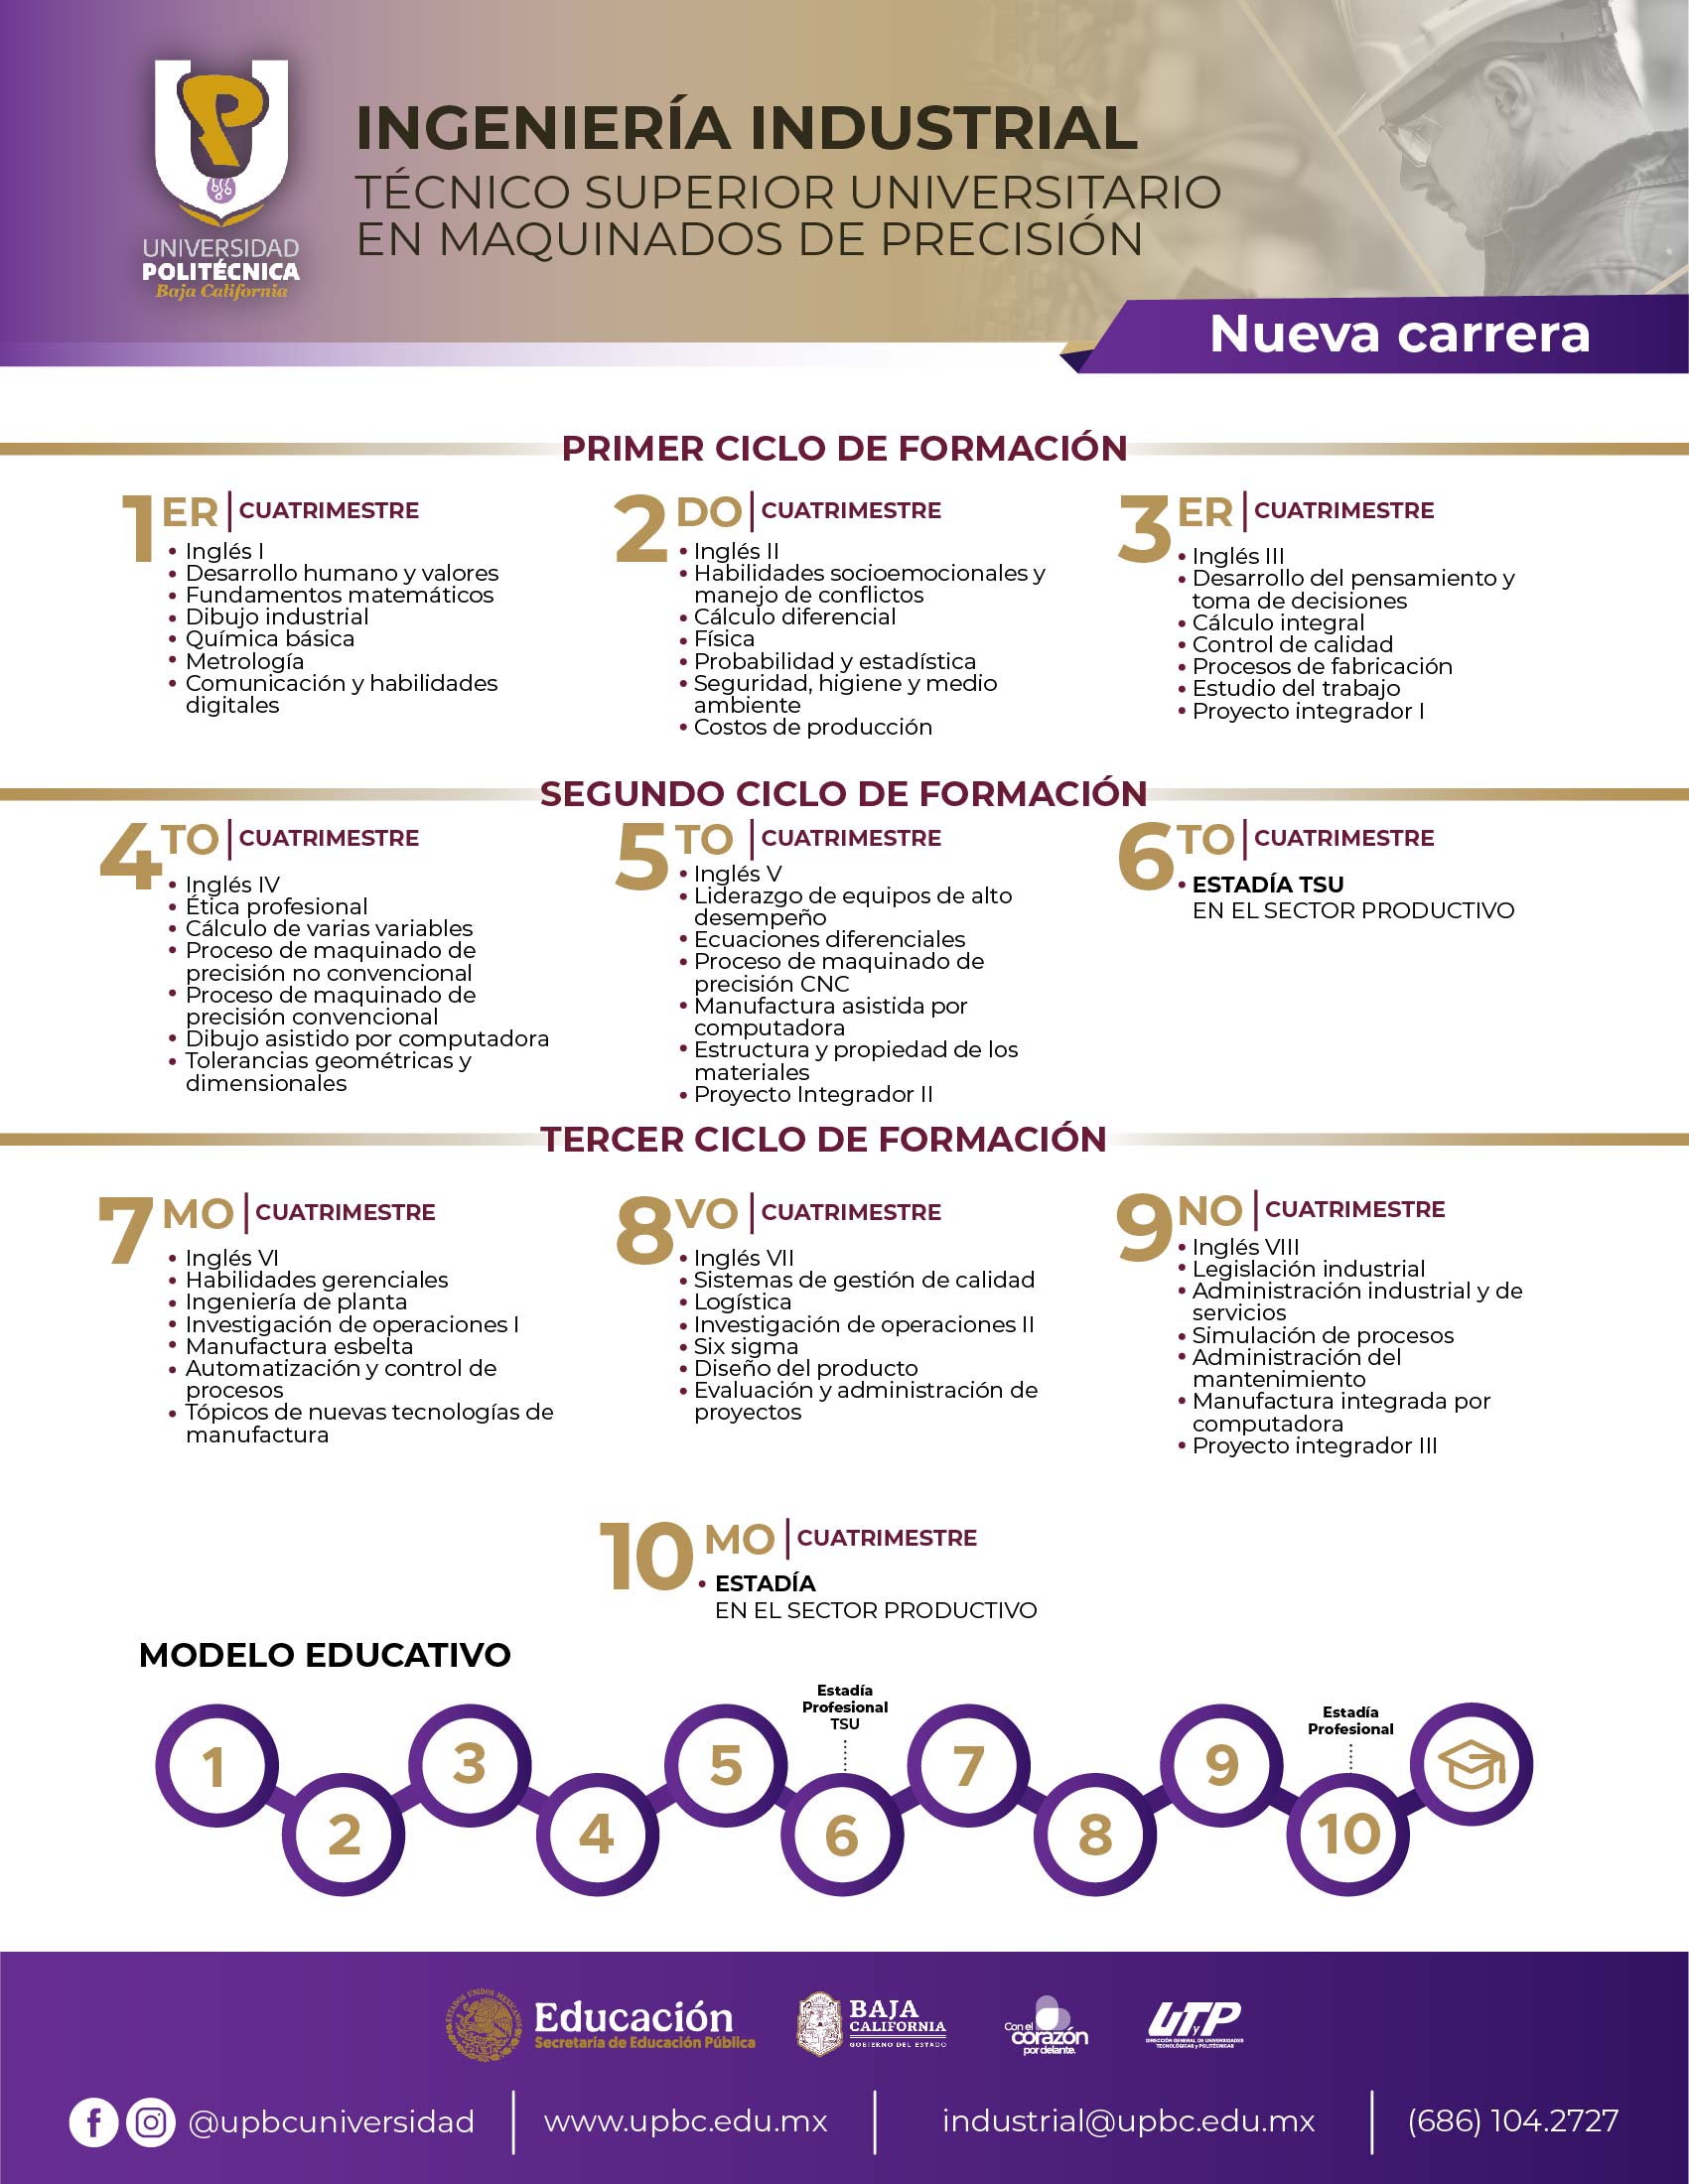 UNIVERSIDAD
POLITÉCNICA
Baja California
INGENIERÍA INDUSTRIAL
TÉCNICO SUPERIOR UNIVERSITARIO
EN MAQUINADOS DE PRECISIÓN
Nueva carrera
PRIMER CICLO DE FORMACIÓN
1ER | CUATRIMESTRE
• Inglés I
• Desarrollo humano y valores
• Fundamentos matemáticos
• Dibujo industrial
• Química básica
• Metrología
• Comunicación y habilidades
digitales
2DO | CUATRIMESTRE
• Inglés II
• Habilidades socioemocionales y
manejo de conflictos
• Cálculo diferencial
• Física
• Probabilidad y estadística
• Seguridad, higiene y medio
ambiente
• Costos de producción
3ER | CUATRIMESTRE
• Inglés III
• Desarrollo del pensamiento y
toma de decisiones
• Cálculo integral
• Control de calidad
• Procesos de fabricación
• Estudio del trabajo
• Proyecto integrador I
SEGUNDO CICLO DE FORMACIÓN
4TO | CUATRIMESTRE
• Inglés IV
• Ética profesional
• Cálculo de varias variables
• Proceso de maquinado de
precisión no convencional
• Proceso de maquinado de
precisión convencional
• Dibujo asistido por computadora
• Tolerancias geométricas y
dimensionales
5TO | CUATRIMESTRE
• Inglés V
• Liderazgo de equipos de alto
desempeño
• Ecuaciones diferenciales
• Proceso de maquinado de
precisión CNC
• Manufactura asistida por
computadora
• Estructura y propiedad de los
materiales
• Proyecto Integrador II
6TO | CUATRIMESTRE
• ESTADÍA TSU
EN EL SECTOR PRODUCTIVO
TERCER CICLO DE FORMACIÓN
7MO | CUATRIMESTRE
• Inglés VI
• Habilidades gerenciales
• Ingeniería de planta
• Investigación de operaciones I
• Manufactura esbelta
• Automatización y control de
procesos
• Tópicos de nuevas tecnologías de
manufactura
8VO | CUATRIMESTRE
• Inglés VII
• Sistemas de gestión de calidad
• Logística
• Investigación de operaciones II
• Six sigma
• Diseño del producto
• Evaluación y administración de
proyectos
9NO | CUATRIMESTRE
• Inglés VIII
• Legislación industrial
• Administración industrial y de
servicios
• Simulación de procesos
• Administración del
mantenimiento
• Manufactura integrada por
computadora
• Proyecto integrador III
10MO | CUATRIMESTRE
• ESTADÍA
EN EL SECTOR PRODUCTIVO
MODELO EDUCATIVO
1
2
3
4
5
Estadía
Profesional
TSU
6
7
8
9
Estadía
Profesional
10
ESTADOS UNIDOS MEXICANOS
Educación
Secretaría de Educación Pública
BAJA
CALIFORNIA
GOBIERNO DEL ESTADO
Con el
corazón
por delante.
UTyP
DIRECCIÓN GENERAL DE UNIVERSIDADES
TECNOLÓGICAS y POLITÉCNICAS
@upbcuniversidad
www.upbc.edu.mx
industrial@upbc.edu.mx
(686) 104.2727